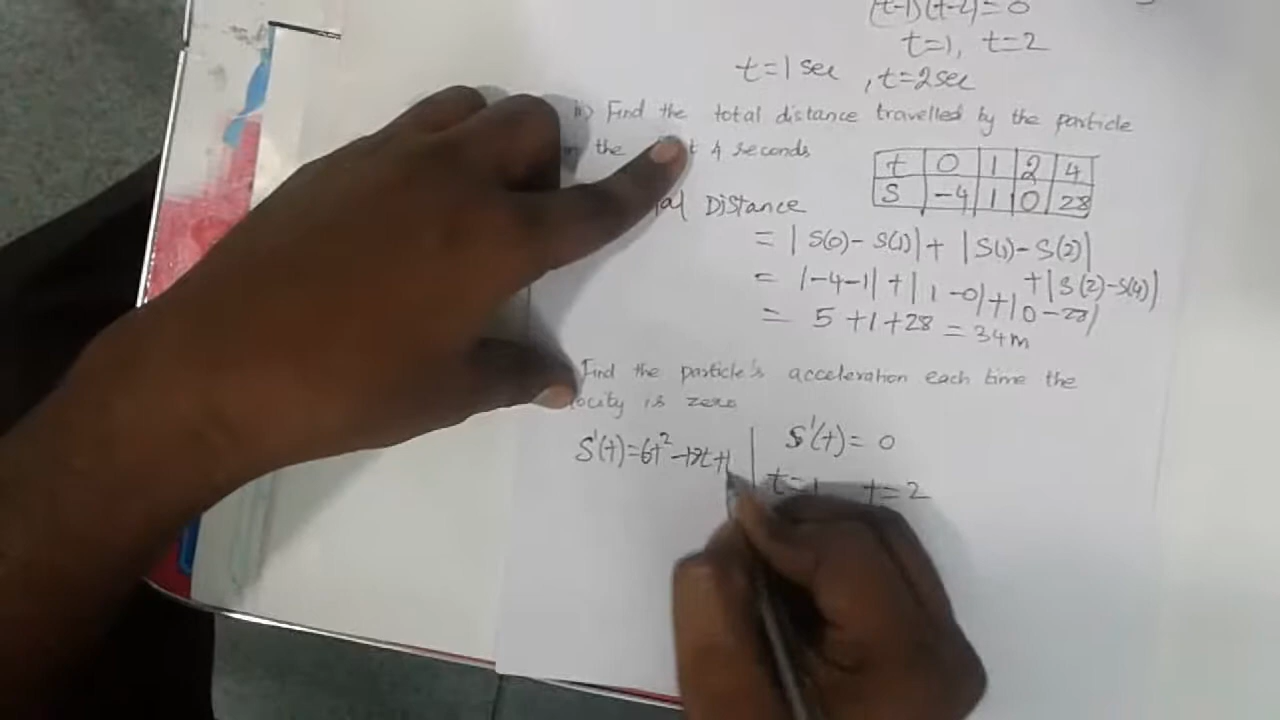 (t-1)(t-2)=0
t=1, t=2
t=1 sec , t=2sec
ii) Find the total distance travelled by the particle
the 4 seconds
t 0 1 2 4
S -4 1 0 28
Distance
= |S(0)- S(1)|+ |S(1)-S(2)|
+|S(2)-S(4)|
= |-4-1|+|1-0|+|0-28|
= 5+1+28 = 34m
Find the particle's acceleration each time the
is zero
S'(t)=6t²-18t+1
S'(t)= 0
t=1 t=2